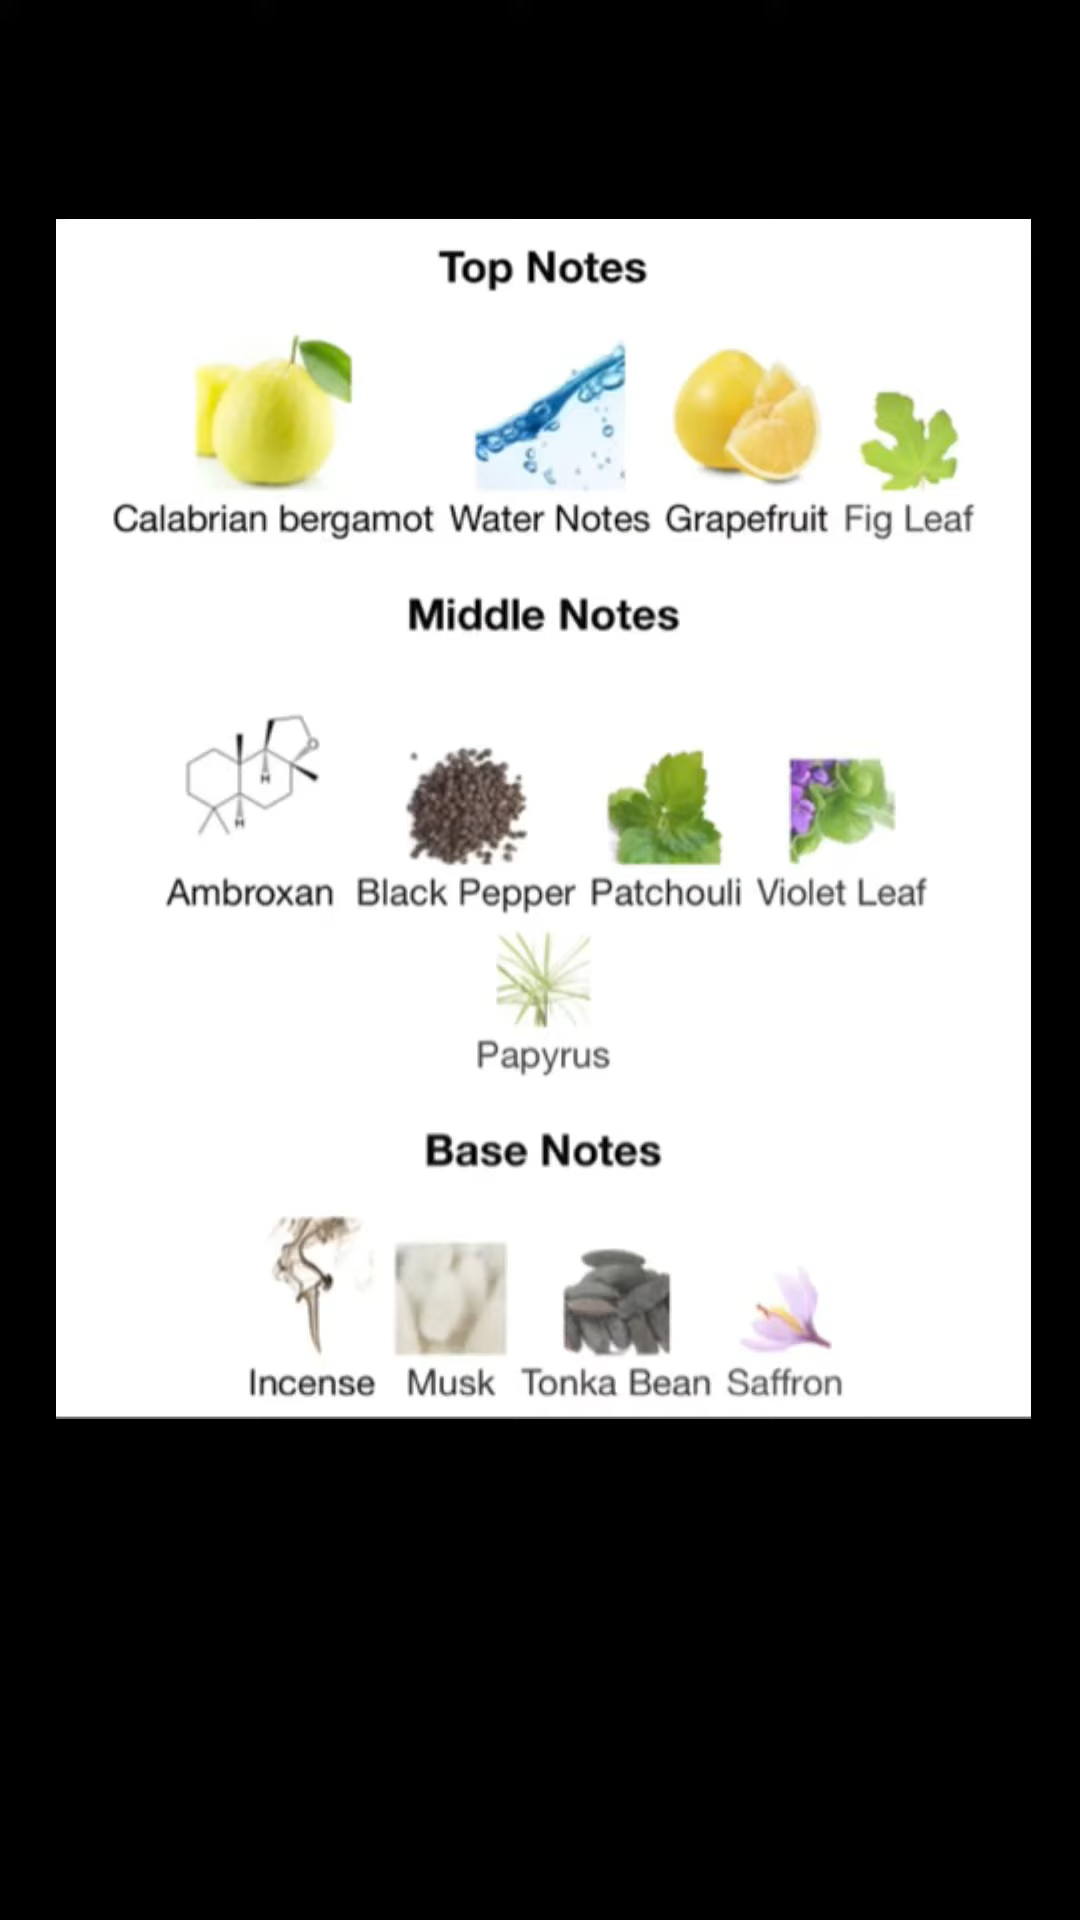 Top Notes
Calabrian bergamot Water Notes Grapefruit Fig Leaf
Middle Notes
O
H
H
Ambroxan Black Pepper Patchouli Violet Leaf
Papyrus
Base Notes
Incense Musk Tonka Bean Saffron